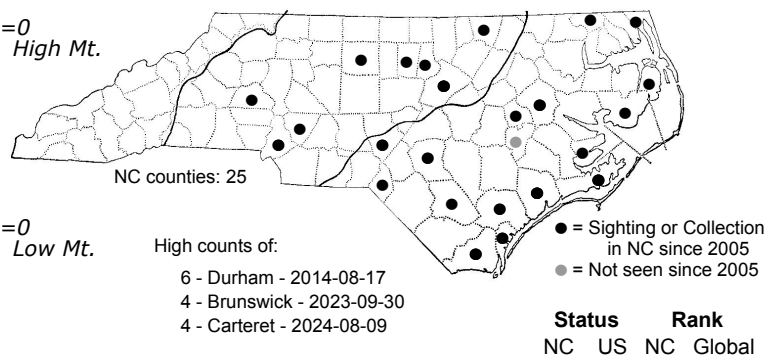 =0
High Mt.
NC counties: 25
=0
Low Mt.
High counts of:
6 - Durham - 2014-08-17
4 - Brunswick - 2023-09-30
4 - Carteret - 2024-08-09
= Sighting or Collection
in NC since 2005
= Not seen since 2005
Status Rank
NC US NC Global